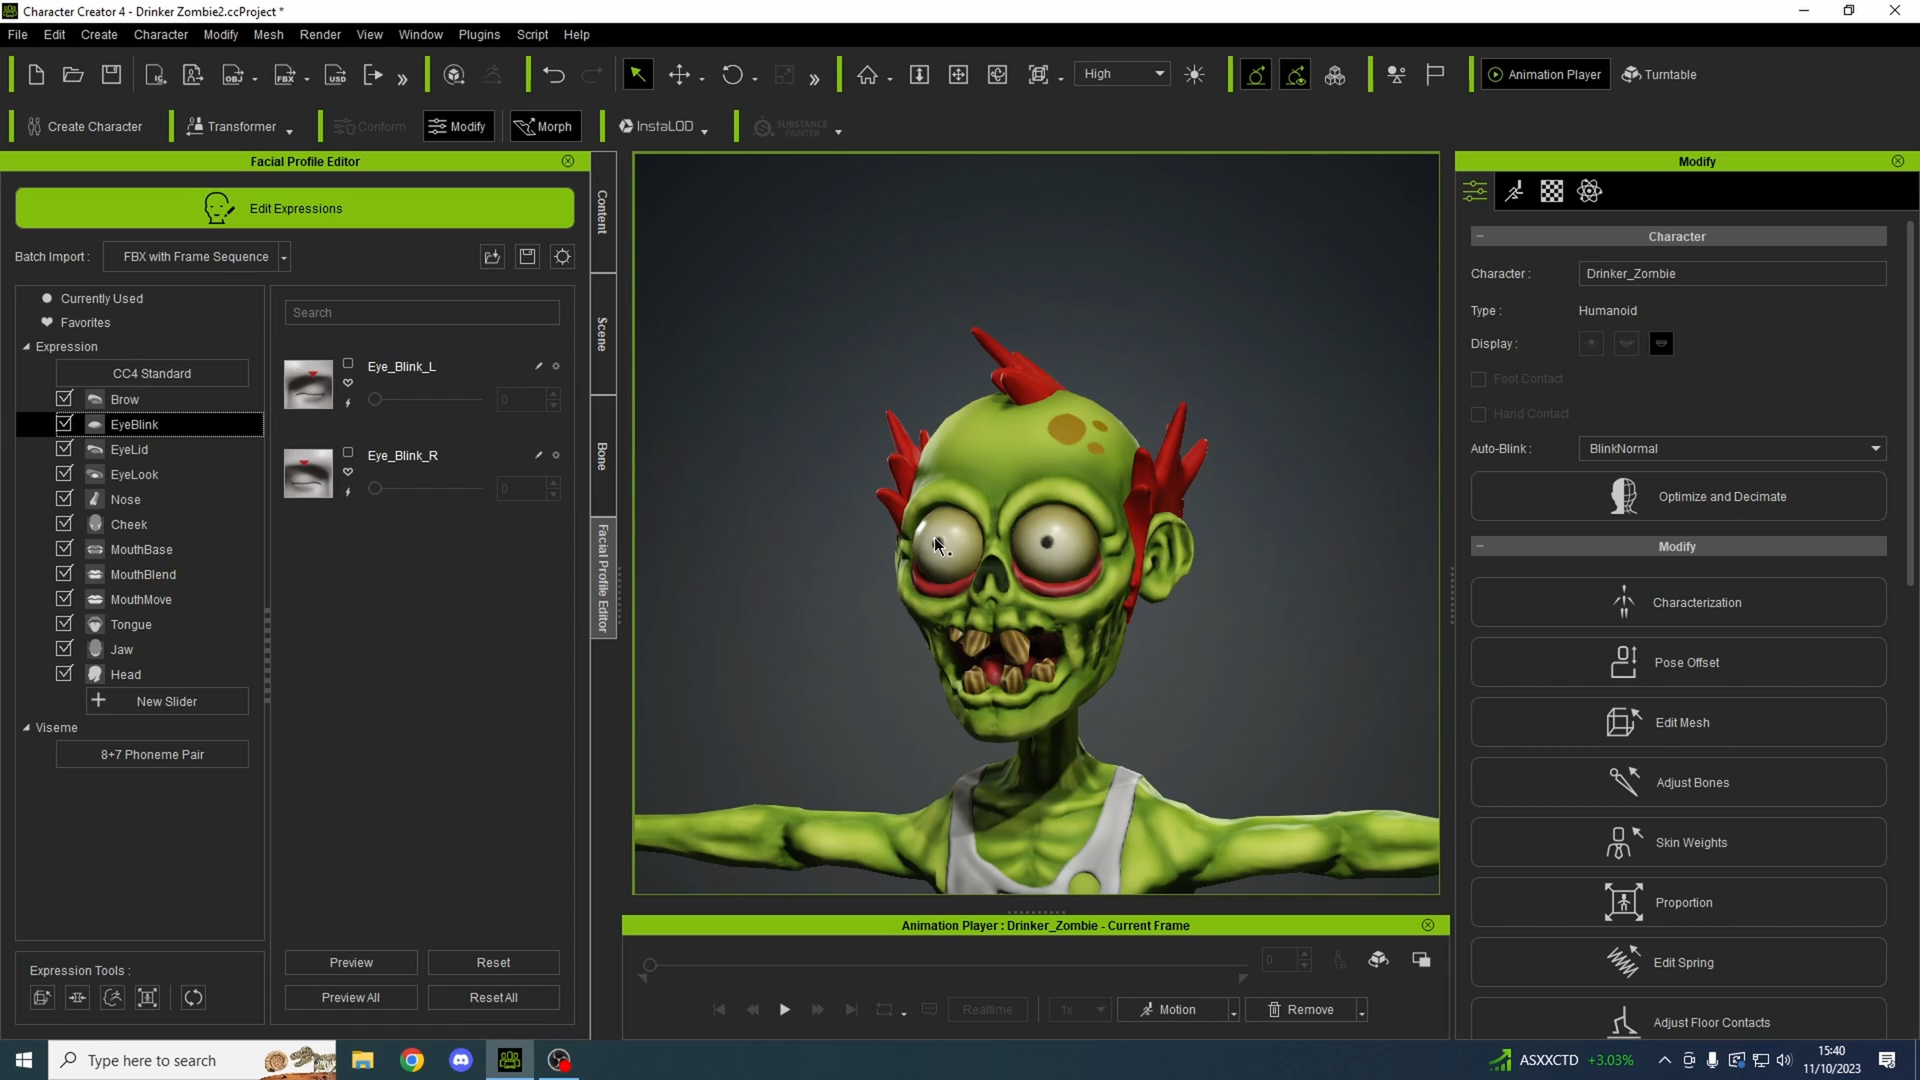 Character Creator 4 - Drinker Zombie2.ccProject *
File Edit Create Character Modify Mesh Render View Window Plugins Script Help
High
Animation Player
Turntable
Create Character
Transformer
Conform
Modify
Morph
InstaLOD
SUBSTANCE PAINTER
Facial Profile Editor
Edit Expressions
Batch Import :
FBX with Frame Sequence
Currently Used
Favorites
Expression
CC4 Standard
Brow
EyeBlink
EyeLid
EyeLook
Nose
Cheek
MouthBase
MouthBlend
MouthMove
Tongue
Jaw
Head
New Slider
Viseme
8+7 Phoneme Pair
Expression Tools :
Search
Eye_Blink_L
0
Eye_Blink_R
0
Preview
Reset
Preview All
Reset All
Content
Scene
Bone
Facial Profile Editor
Animation Player : Drinker_Zombie - Current Frame
0
Realtime
1x
Motion
Remove
Modify
Character
Character :
Drinker_Zombie
Type :
Humanoid
Display :
Foot Contact
Hand Contact
Auto-Blink :
BlinkNormal
Optimize and Decimate
Modify
Characterization
Pose Offset
Edit Mesh
Adjust Bones
Skin Weights
Proportion
Edit Spring
Adjust Floor Contacts
Type here to search
ASXXCTD +3.03%
15:40
11/10/2023